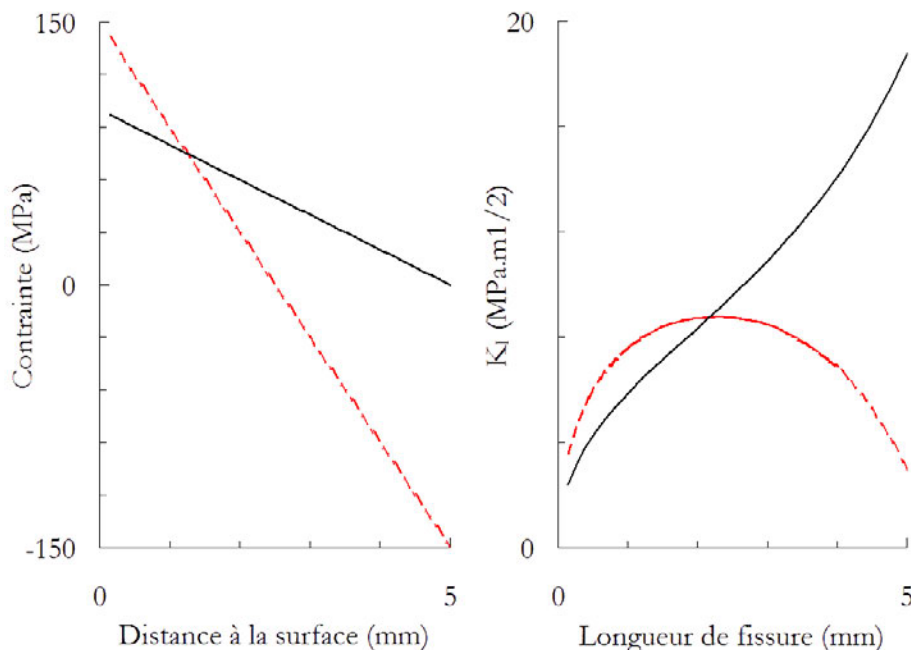 150
0
-150
Contrainte (MPa)
0
5
Distance à la surface (mm)
20
0
K_I (MPa.m1/2)
0
5
Longueur de fissure (mm)